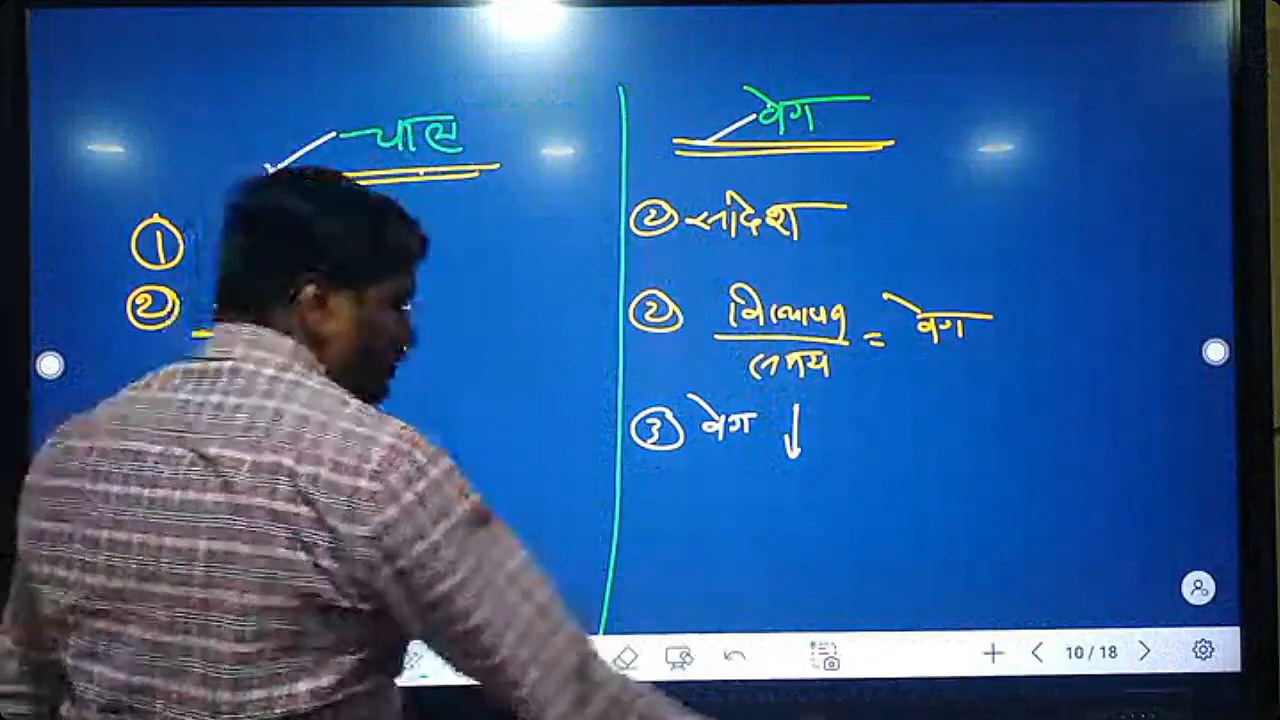 चाल
①
②
वेग
① सदिश
② विस्थापन / समय = वेग
③ वेग ↓
10 / 18